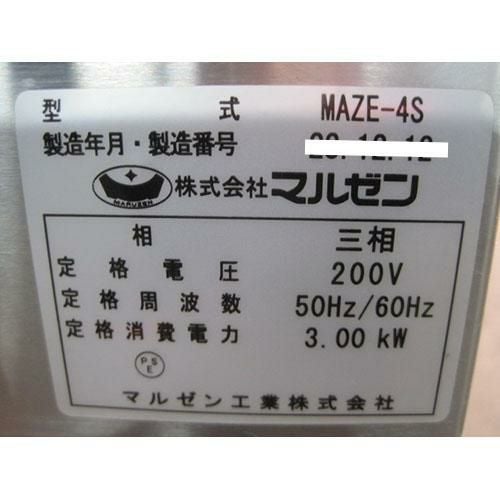 型式 MAZE-4S
製造年月・製造番号
MARUZEN 株式会社 マルゼン
相 三相
定格電圧 200V
定格周波数 50Hz/60Hz
定格消費電力 3.00 kW
PSE
マルゼン工業株式会社